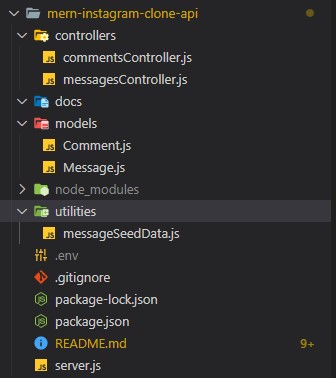 mern-instagram-clone-api
controllers
JS commentsController.js
JS messagesController.js
docs
models
JS Comment.js
JS Message.js
node_modules
utilities
JS messageSeedData.js
.env
.gitignore
package-lock.json
package.json
README.md 9+
JS server.js